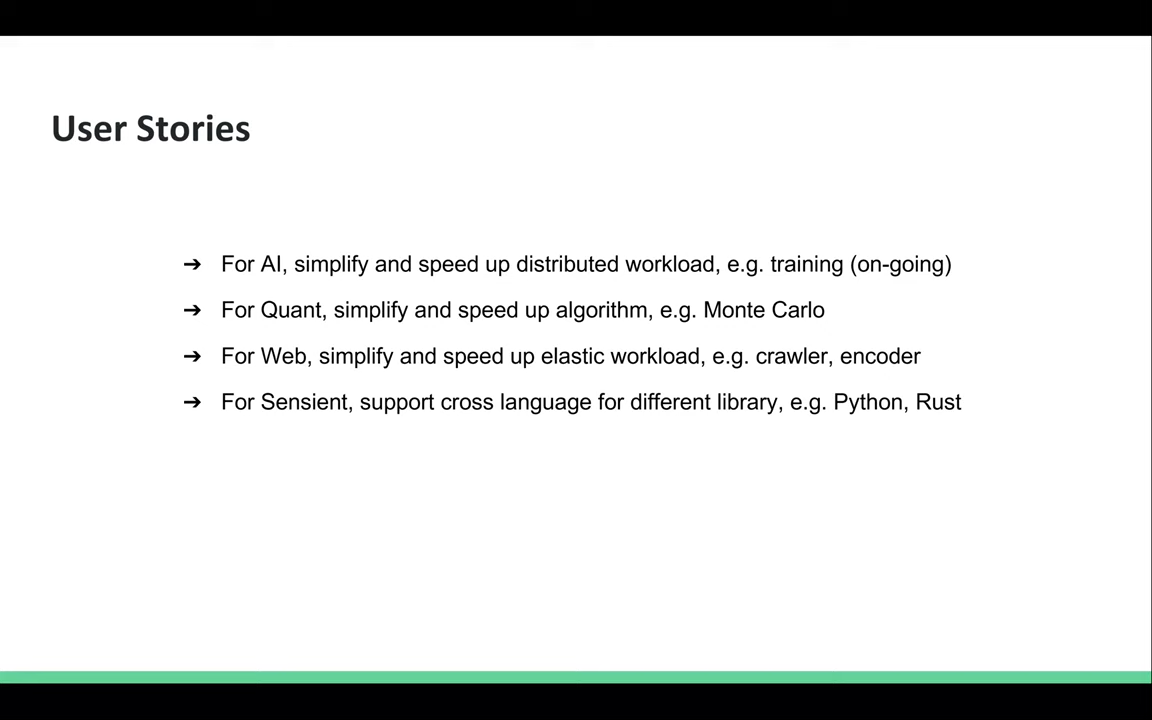 User Stories
➔ For AI, simplify and speed up distributed workload, e.g. training (on-going)
➔ For Quant, simplify and speed up algorithm, e.g. Monte Carlo
➔ For Web, simplify and speed up elastic workload, e.g. crawler, encoder
➔ For Sensient, support cross language for different library, e.g. Python, Rust